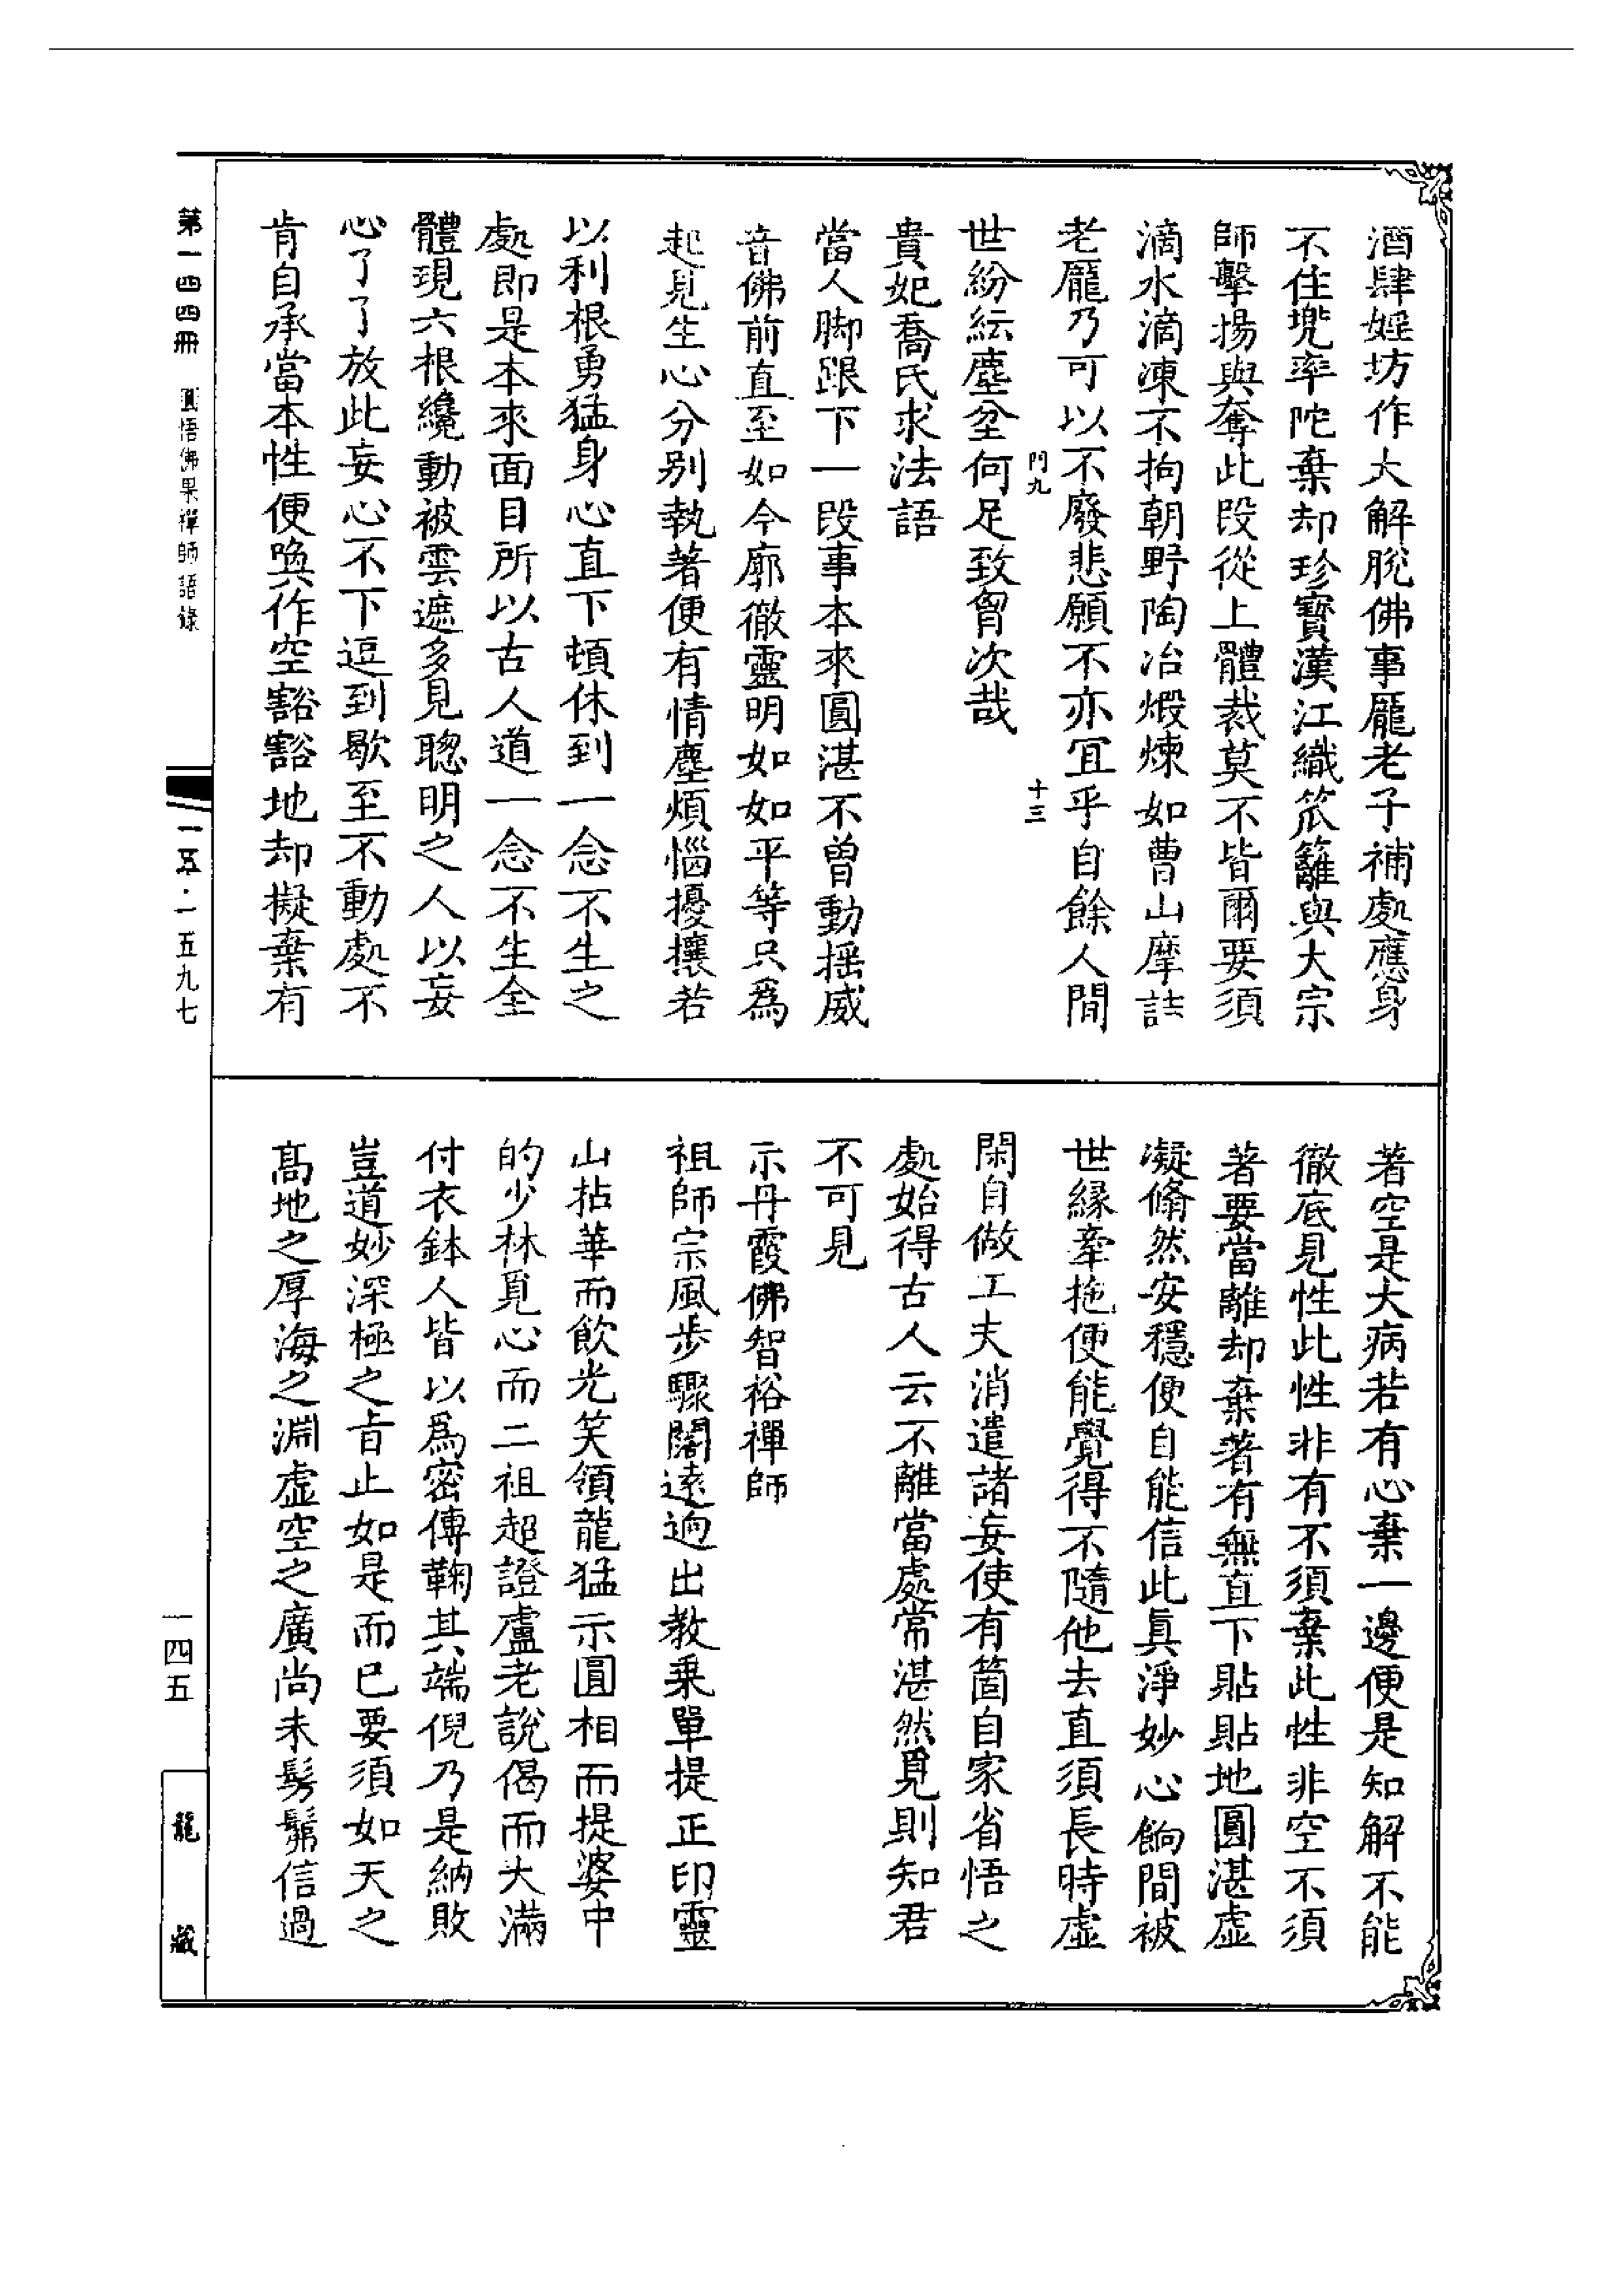 酒肆婬坊作大解脫佛事龐老子補處應身
不住兜率陀棄却珍寶漢江織笊籬與大宗
師擊揚與奪此段從上體裁莫不皆爾要須
滴水滴凍不拘朝野陶冶煅煉如曹山摩誌
老龐乃可以不廢悲願不亦宜乎自餘人間
門九
十三
世紛紜塵坌何足致胷次哉
貴妃喬氏求法語
當人脚跟下一段事本來圓湛不曾動搖威
音佛前直至如今廓徹靈明如如平等只爲
起見生心分别執著便有情塵煩惱擾攘若
以利根勇猛身心直下頓休到一念不生之
處即是本來面目所以古人道一念不生全
體現六根纔動被雲遮多見聰明之人以妄
心了了放此妄心不下逗到歇至不動處不
肯自承當本性便喚作空豁豁地却擬棄有
著空是大病若有心棄一邊便是知解不能
徹底見性此性非有不須棄此性非空不須
著要當離却棄著有無直下貼貼地圓湛虛
凝翛然安穩便自能信此真淨妙心餉間被
世緣牽拖便能覺得不隨他去直須長時虛
閑自做工夫消遣諸妄使有箇自家省悟之
處始得古人云不離當處常湛然覓則知君
不可見
示丹霞佛智裕禪師
祖師宗風步驟闊遠逈出教乘單提正印靈
山拈華而飲光笑領龍猛示圓相而提婆中
的少林覓心而二祖超證盧老說偈而大滿
付衣鉢人皆以爲密傳鞠其端倪乃是納敗
豈道妙深極之旨止如是而已要須如天之
髙地之厚海之淵虛空之廣尚未髣髴信過
第一四四冊 圓悟佛果禪師語錄
一五·一五九七
一四五
龍藏